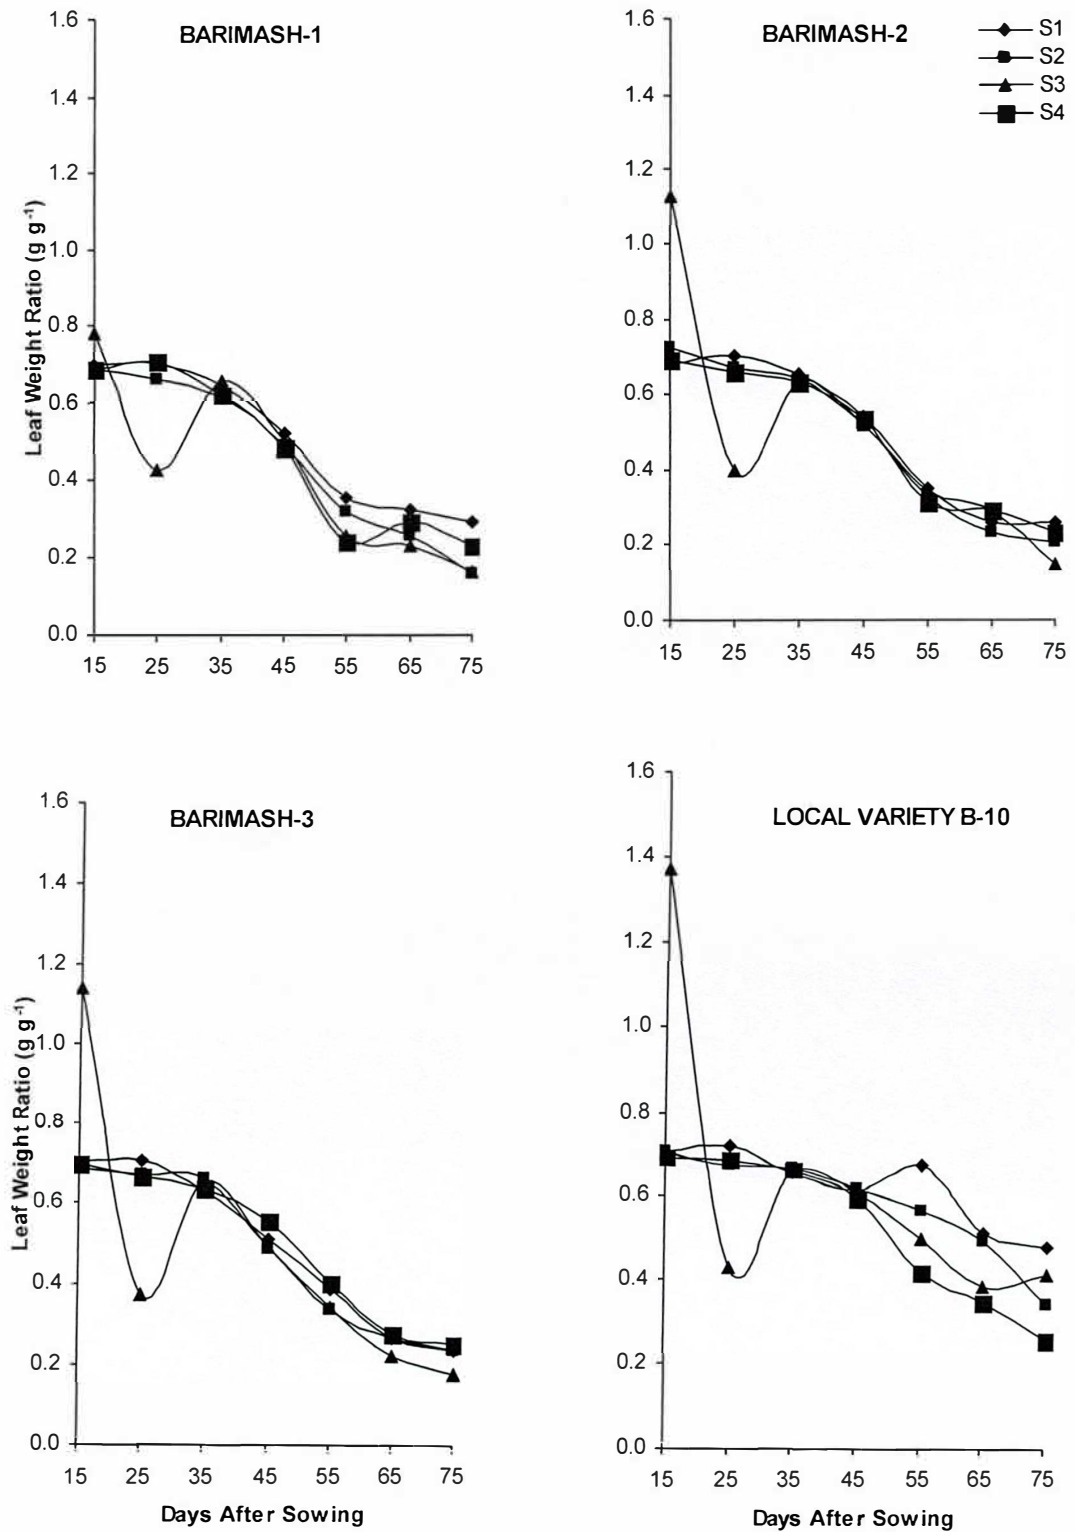 BARIMASH-1
1.6
1.4
1.2
1.0
0.8
0.6
0.4
0.2
0.0
Leaf Weight Ratio (g g-1)
15 25 35 45 55 65 75
BARIMASH-2
S1
S2
S3
S4
1.6
1.4
1.2
1.0
0.8
0.6
0.4
0.2
0.0
15 25 35 45 55 65 75
BARIMASH-3
1.6
1.4
1.2
1.0
0.8
0.6
0.4
0.2
0.0
Leaf Weight Ratio (g g-1)
15 25 35 45 55 65 75
Days After Sowing
LOCAL VARIETY B-10
1.6
1.4
1.2
1.0
0.8
0.6
0.4
0.2
0.0
15 25 35 45 55 65 75
Days After Sowing